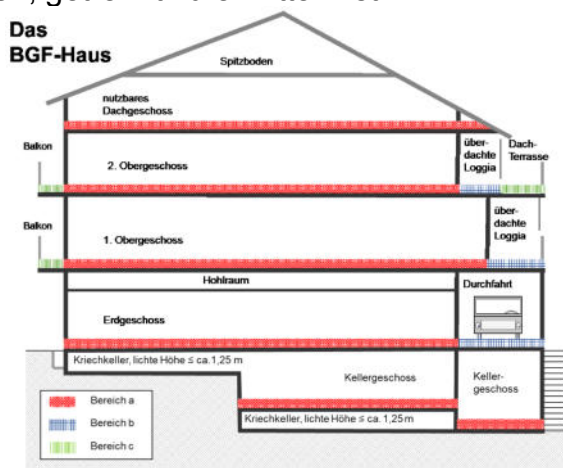 Das
BGF-Haus
Spitzboden
nutzbares
Dachgeschoss
Balkon
2. Obergeschoss
über-
dachte
Loggia
Dach-
Terrasse
Balkon
1. Obergeschoss
über-
dachte
Loggia
Hohlraum
Durchfahrt
Erdgeschoss
Kriechkeller, lichte Höhe ≤ ca. 1,25 m
Kellergeschoss
Keller-
geschoss
Kriechkeller, lichte Höhe ≤ ca. 1,25 m
Bereich a
Bereich b
Bereich c